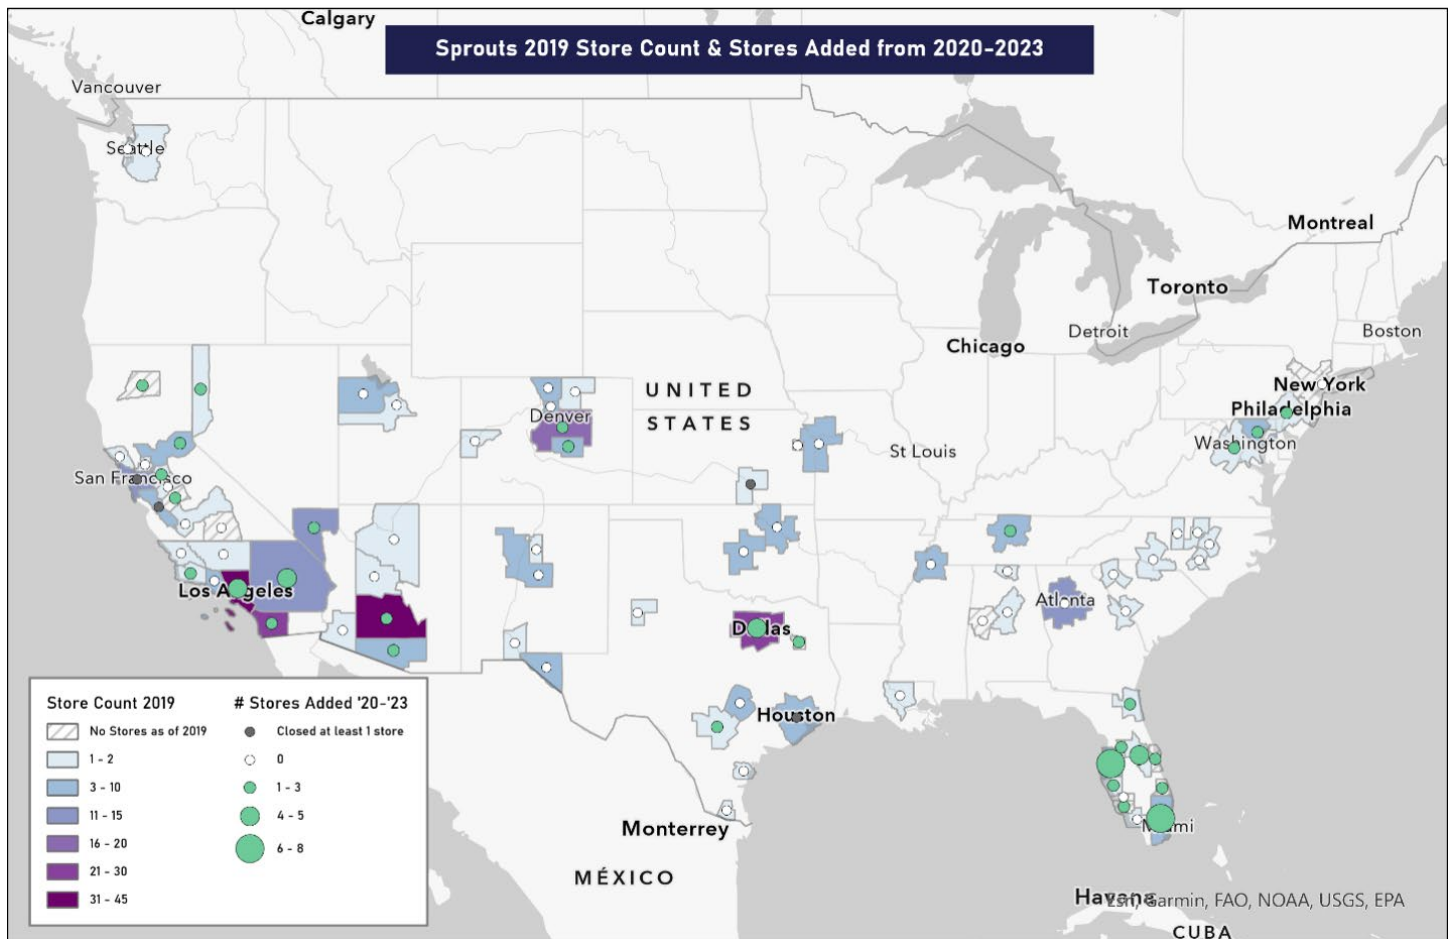 Calgary
Sprouts 2019 Store Count & Stores Added from 2020-2023
Vancouver
Seattle
Montreal
Toronto
Detroit
Boston
Chicago
UNITED
STATES
New York
Philadelphia
Denver
Washington
St Louis
San Francisco
Los Angeles
Atlanta
Dallas
Houston
Miami
Monterrey
MÉXICO
Havana
Esri, Garmin, FAO, NOAA, USGS, EPA
CUBA
Store Count 2019
No Stores as of 2019
1 - 2
3 - 10
11 - 15
16 - 20
21 - 30
31 - 45
# Stores Added '20-'23
Closed at least 1 store
0
1 - 3
4 - 5
6 - 8